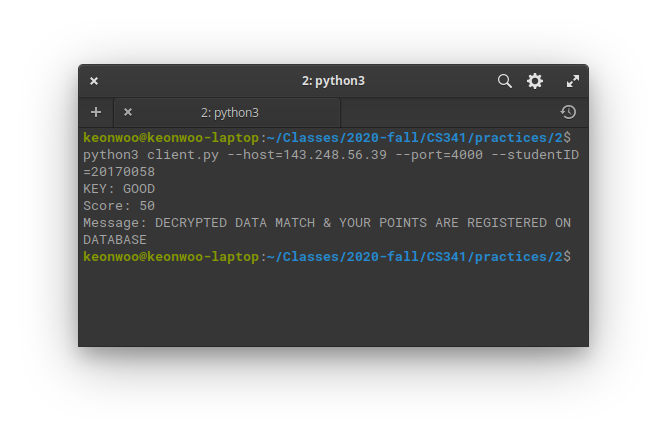 2: python3
2: python3
keonwoo@keonwoo-laptop:~/Classes/2020-fall/CS341/practices/2$
python3 client.py --host=143.248.56.39 --port=4000 --studentID
=20170058
KEY: GOOD
Score: 50
Message: DECRYPTED DATA MATCH & YOUR POINTS ARE REGISTERED ON
DATABASE
keonwoo@keonwoo-laptop:~/Classes/2020-fall/CS341/practices/2$